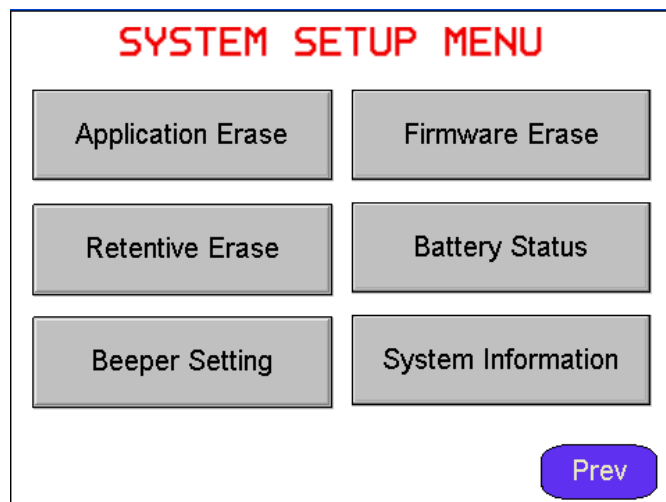 SYSTEM SETUP MENU
Application Erase
Firmware Erase
Retentive Erase
Battery Status
Beeper Setting
System Information
Prev